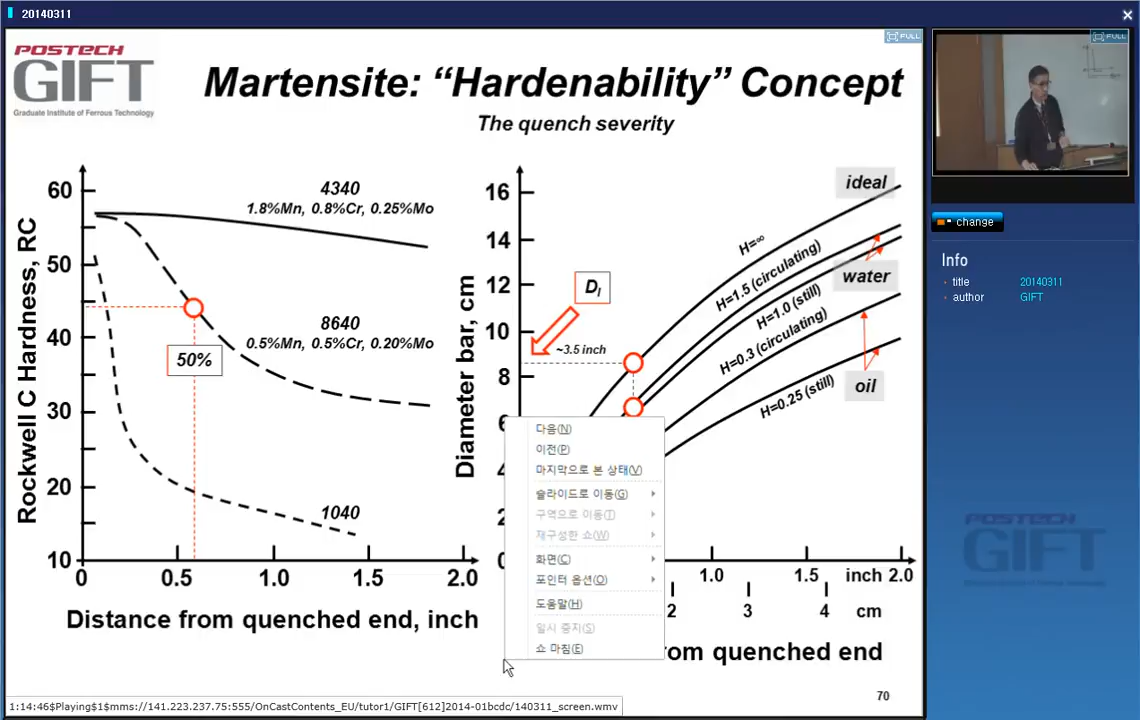 20140311
POSTECH
GIFT
Graduate Institute of Ferrous Technology
FULL
Martensite: “Hardenability” Concept
The quench severity
Rockwell C Hardness, RC
60
50
40
30
20
10
4340
1.8%Mn, 0.8%Cr, 0.25%Mo
8640
0.5%Mn, 0.5%Cr, 0.20%Mo
50%
1040
0 0.5 1.0 1.5 2.0
Distance from quenched end, inch
Diameter bar, cm
16
14
12
10
8
6
4
2
0
ideal
H=∞
H=1.5 (circulating)
water
H=1.0 (still)
H=0.3 (circulating)
oil
H=0.25 (still)
DI
~3.5 inch
1.0 1.5 inch 2.0
2 3 4 cm
om quenched end
다음(N)
이전(P)
마지막으로 본 상태(V)
슬라이드로 이동(G)
구역으로 이동(T)
재구성한 쇼(W)
화면(C)
포인터 옵션(O)
도움말(H)
일시 중지(S)
쇼 마침(E)
70
1:14:46$Playing$1$mms://141.223.237.75:555/OnCastContents_EU/tutor1/GIFT[612]2014-01bcdc/140311_screen.wmv
FULL
change
Info
title 20140311
author GIFT
POSTECH
GIFT